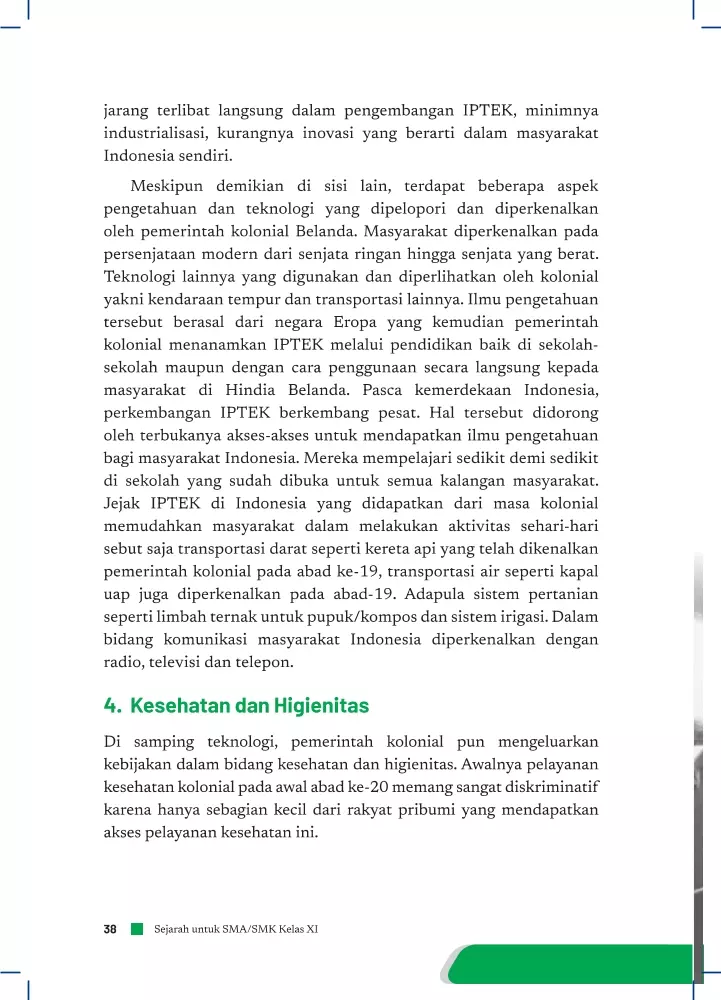 jarang terlibat langsung dalam pengembangan IPTEK, minimnya
industrialisasi, kurangnya inovasi yang berarti dalam masyarakat
Indonesia sendiri.
Meskipun demikian di sisi lain, terdapat beberapa aspek
pengetahuan dan teknologi yang dipelopori dan diperkenalkan
oleh pemerintah kolonial Belanda. Masyarakat diperkenalkan pada
persenjataan modern dari senjata ringan hingga senjata yang berat.
Teknologi lainnya yang digunakan dan diperlihatkan oleh kolonial
yakni kendaraan tempur dan transportasi lainnya. Ilmu pengetahuan
tersebut berasal dari negara Eropa yang kemudian pemerintah
kolonial menanamkan IPTEK melalui pendidikan baik di sekolah-
sekolah maupun dengan cara penggunaan secara langsung kepada
masyarakat di Hindia Belanda. Pasca kemerdekaan Indonesia,
perkembangan IPTEK berkembang pesat. Hal tersebut didorong
oleh terbukanya akses-akses untuk mendapatkan ilmu pengetahuan
bagi masyarakat Indonesia. Mereka mempelajari sedikit demi sedikit
di sekolah yang sudah dibuka untuk semua kalangan masyarakat.
Jejak IPTEK di Indonesia yang didapatkan dari masa kolonial
memudahkan masyarakat dalam melakukan aktivitas sehari-hari
sebut saja transportasi darat seperti kereta api yang telah dikenalkan
pemerintah kolonial pada abad ke-19, transportasi air seperti kapal
uap juga diperkenalkan pada abad-19. Adapula sistem pertanian
seperti limbah ternak untuk pupuk/kompos dan sistem irigasi. Dalam
bidang komunikasi masyarakat Indonesia diperkenalkan dengan
radio, televisi dan telepon.
4. Kesehatan dan Higienitas
Di samping teknologi, pemerintah kolonial pun mengeluarkan
kebijakan dalam bidang kesehatan dan higienitas. Awalnya pelayanan
kesehatan kolonial pada awal abad ke-20 memang sangat diskriminatif
karena hanya sebagian kecil dari rakyat pribumi yang mendapatkan
akses pelayanan kesehatan ini.
38 Sejarah untuk SMA/SMK Kelas XI